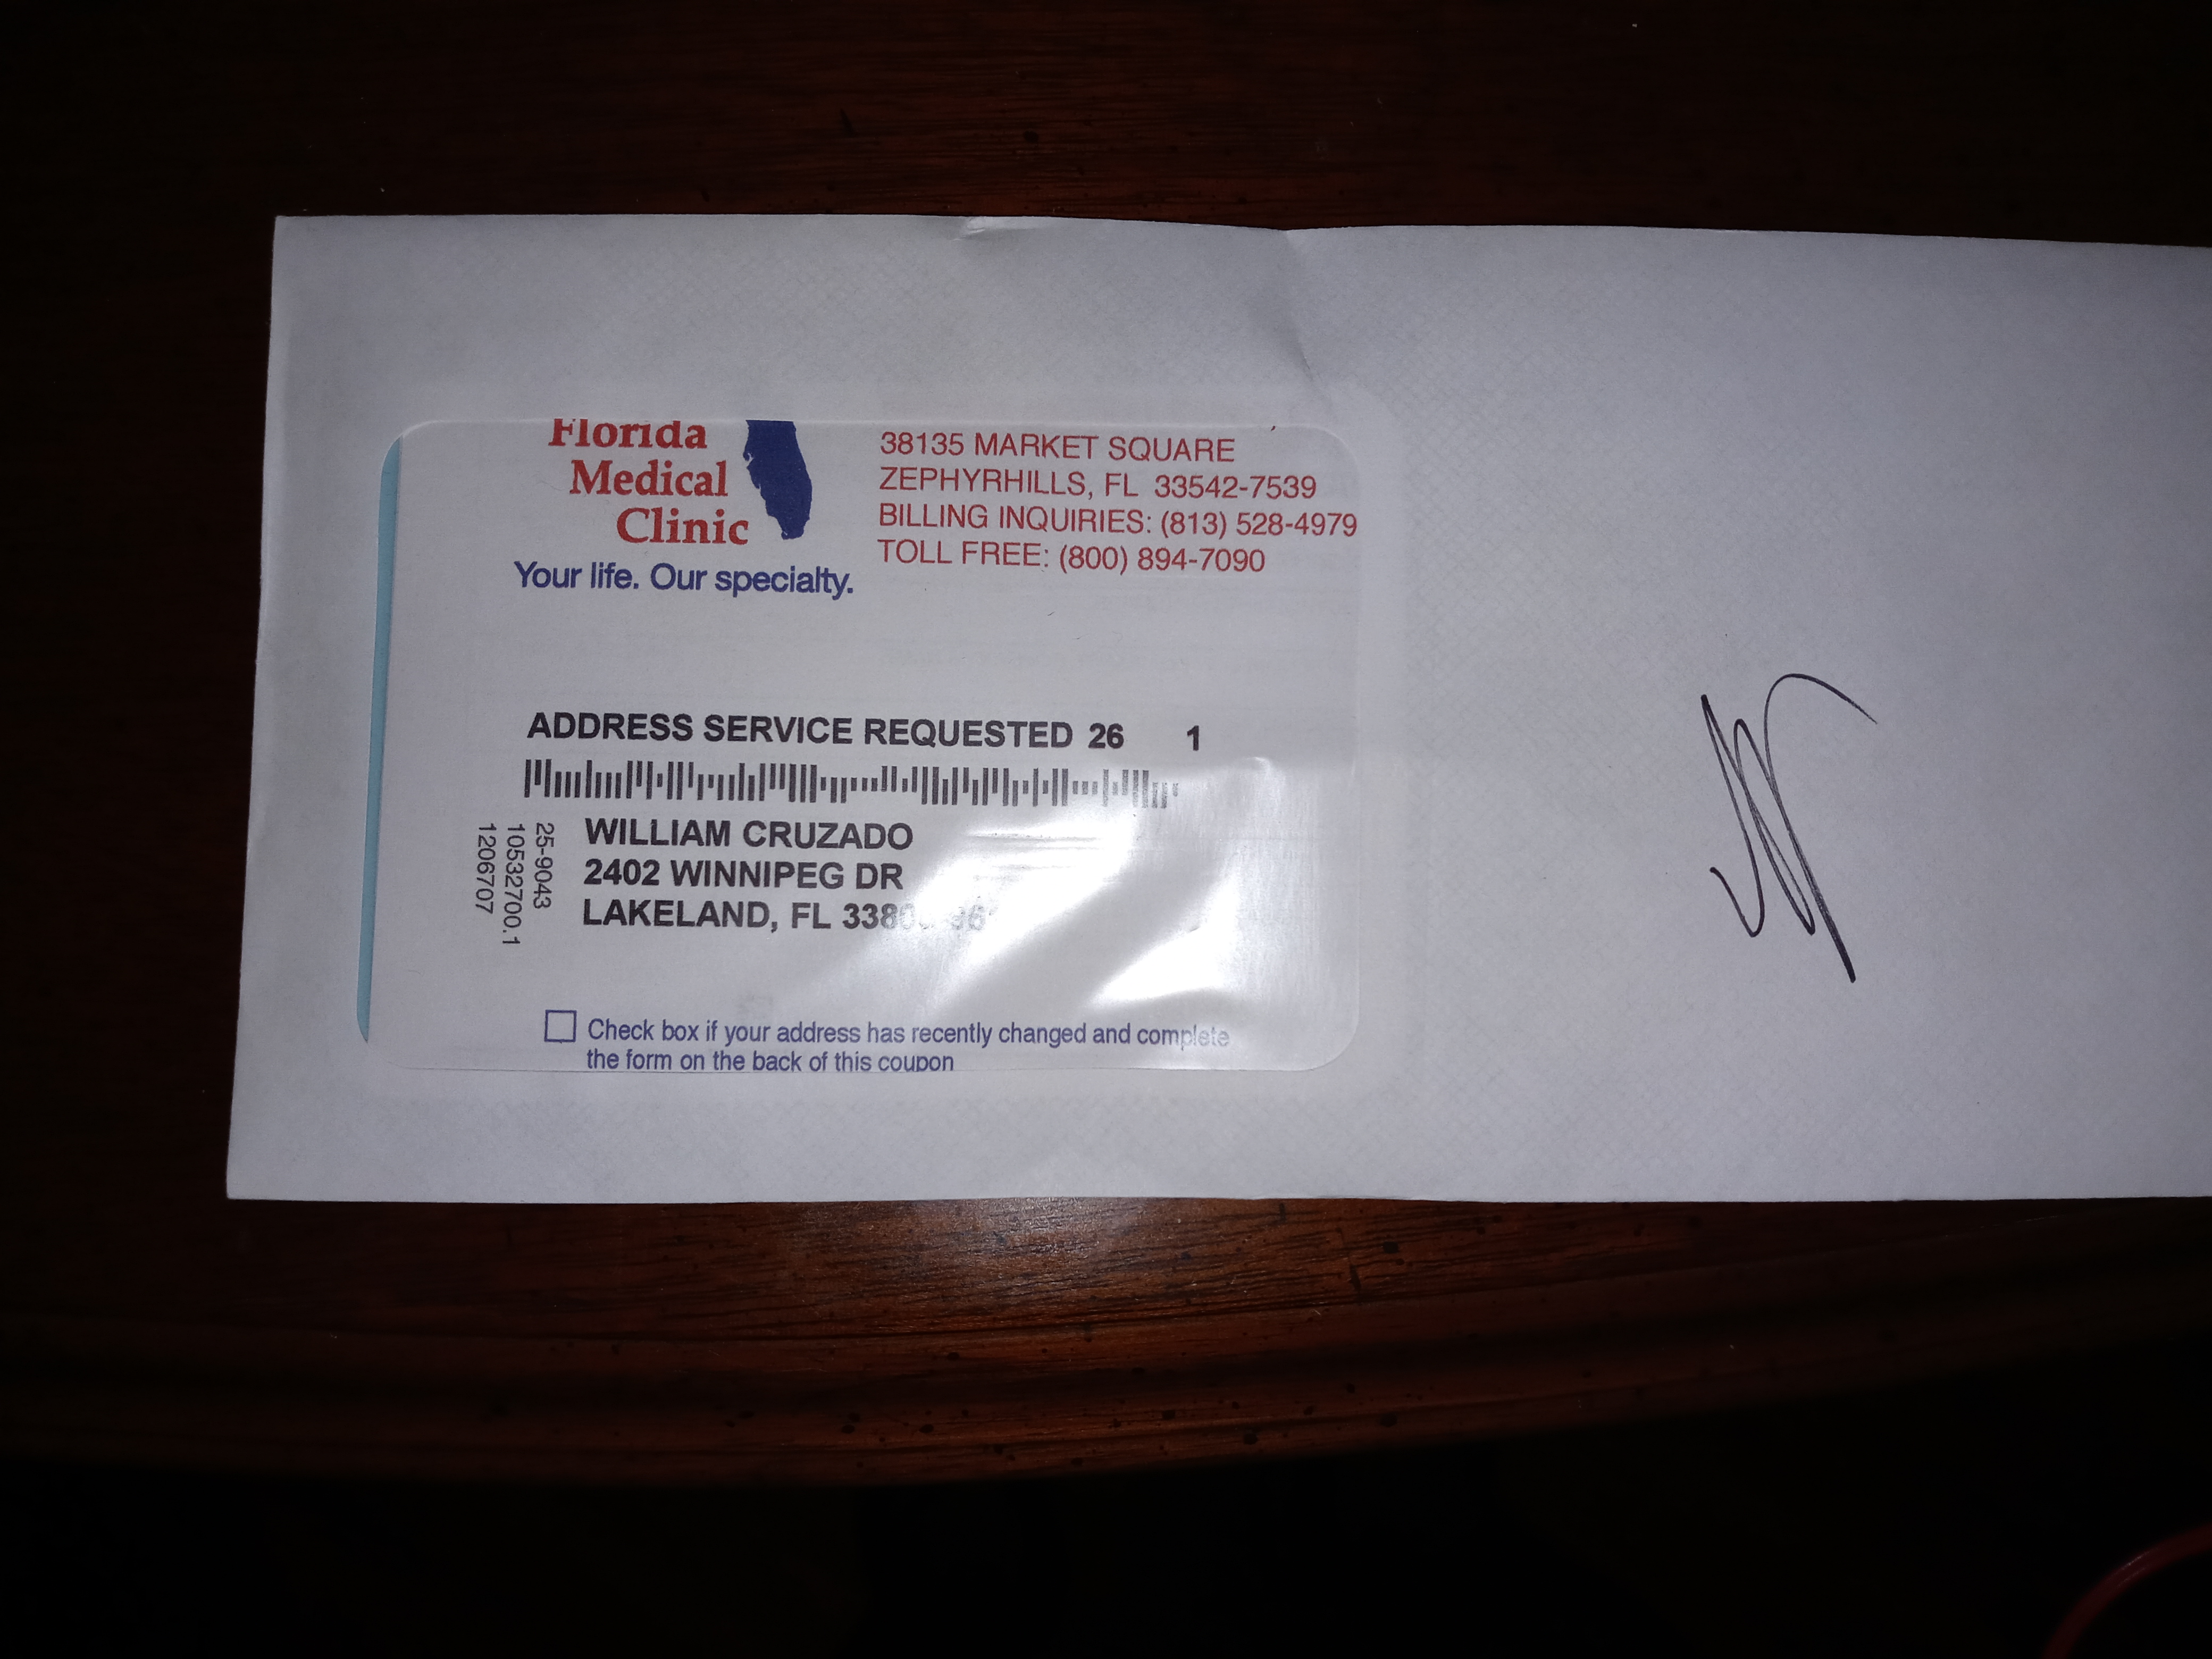 Florida
Medical
Clinic
Your life. Our specialty.
38135 MARKET SQUARE
ZEPHYRHILLS, FL 33542-7539
BILLING INQUIRIES: (813) 528-4979
TOLL FREE: (800) 894-7090
ADDRESS SERVICE REQUESTED 26 1
WILLIAM CRUZADO
2402 WINNIPEG DR
LAKELAND, FL
25-9043
10532700.1
1206707
Check box if your address has recently changed and complete
the form on the back of this coupon